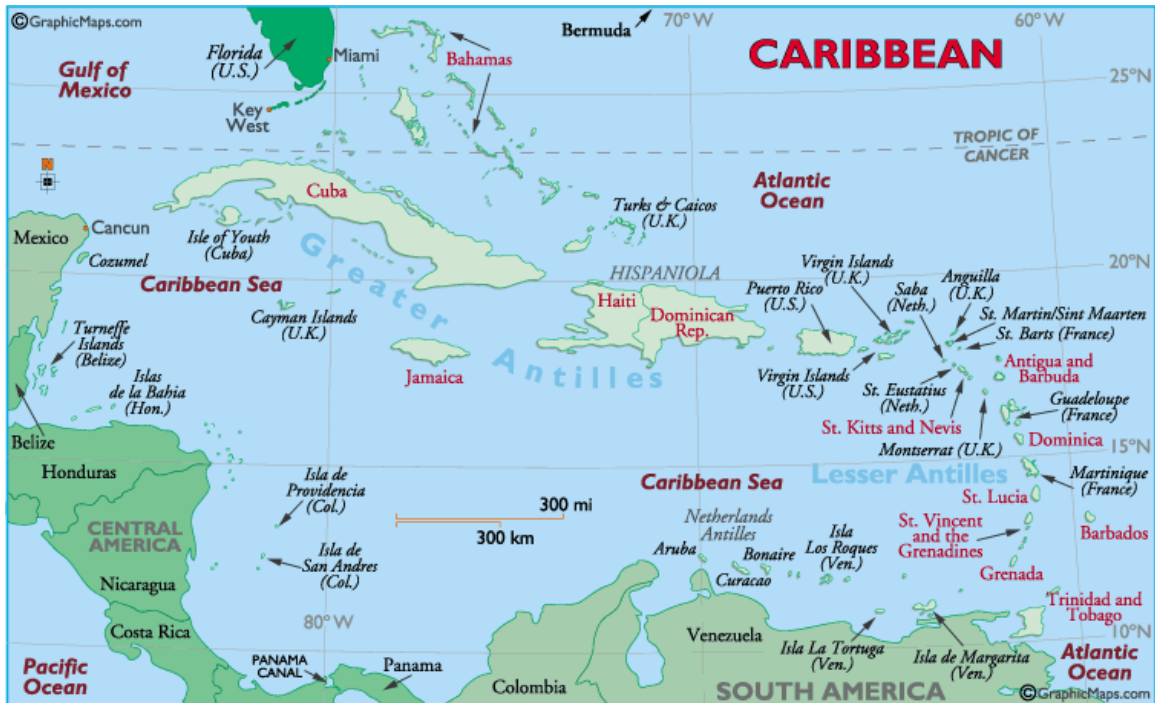 ©GraphicMaps.com
70°W
60°W
Bermuda
CARIBBEAN
Florida
(U.S.)
Miami
Bahamas
Gulf of
Mexico
25°N
Key
West
N
TROPIC OF
CANCER
Atlantic
Ocean
Cuba
Turks & Caicos
(U.K.)
Mexico
Cancun
Isle of Youth
(Cuba)
Cozumel
Greater
Antilles
20°N
Caribbean Sea
HISPANIOLA
Virgin Islands
(U.K.)
Puerto Rico
(U.S.)
Saba
(Neth.)
Anguilla
(U.K.)
Haiti
Dominican
Rep.
St. Martin/Sint Maarten
St. Barts (France)
Cayman Islands
(U.K.)
Turneffe
Islands
(Belize)
Jamaica
Virgin Islands
(U.S.)
St. Eustatius
(Neth.)
Antigua and
Barbuda
Islas
de la Bahia
(Hon.)
Guadeloupe
(France)
St. Kitts and Nevis
Montserrat (U.K.)
Dominica
Belize
15°N
Honduras
Lesser Antilles
Martinique
(France)
Isla de
Providencia
(Col.)
Caribbean Sea
St. Lucia
300 mi
300 km
Netherlands
Antilles
St. Vincent
and the
Grenadines
Barbados
CENTRAL
AMERICA
Isla de
San Andres
(Col.)
Aruba
Bonaire
Curacao
Isla
Los Roques
(Ven.)
Grenada
Nicaragua
Trinidad and
Tobago
Costa Rica
80°W
Venezuela
10°N
Isla La Tortuga
(Ven.)
Isla de Margarita
(Ven.)
Pacific
Ocean
PANAMA
CANAL
Panama
Colombia
SOUTH AMERICA
Atlantic
Ocean
©GraphicMaps.com